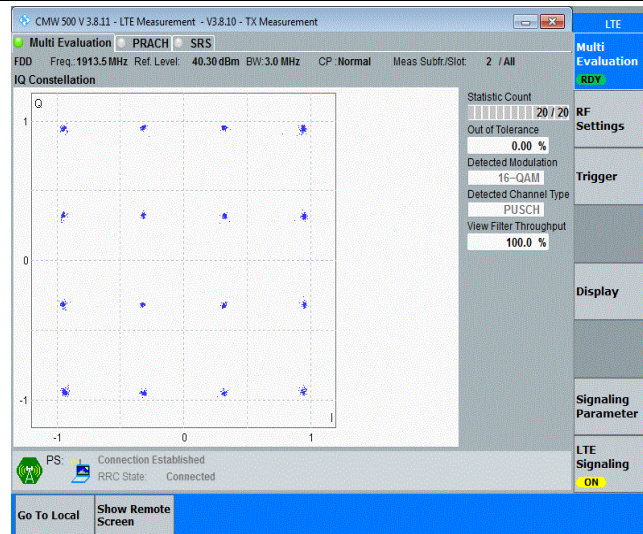 CMW 500 V 3.8.11 - LTE Measurement - V3.8.10 - TX Measurement
LTE
Multi Evaluation PRACH SRS
Multi
Evaluation
RDY
FDD Freq.:1913.5 MHz Ref. Level: 40.30 dBm BW:3.0 MHz CP :Normal Meas Subfr./Slot: 2 / All
IQ Constellation
Q
1
0
-1
-1 0 1
I
Statistic Count
20 / 20
Out of Tolerance
0.00 %
Detected Modulation
16-QAM
Detected Channel Type
PUSCH
View Filter Throughput
100.0 %
RF
Settings
Trigger
Display
Signaling
Parameter
LTE
Signaling
ON
PS: Connection Established
RRC State: Connected
Go To Local
Show Remote
Screen